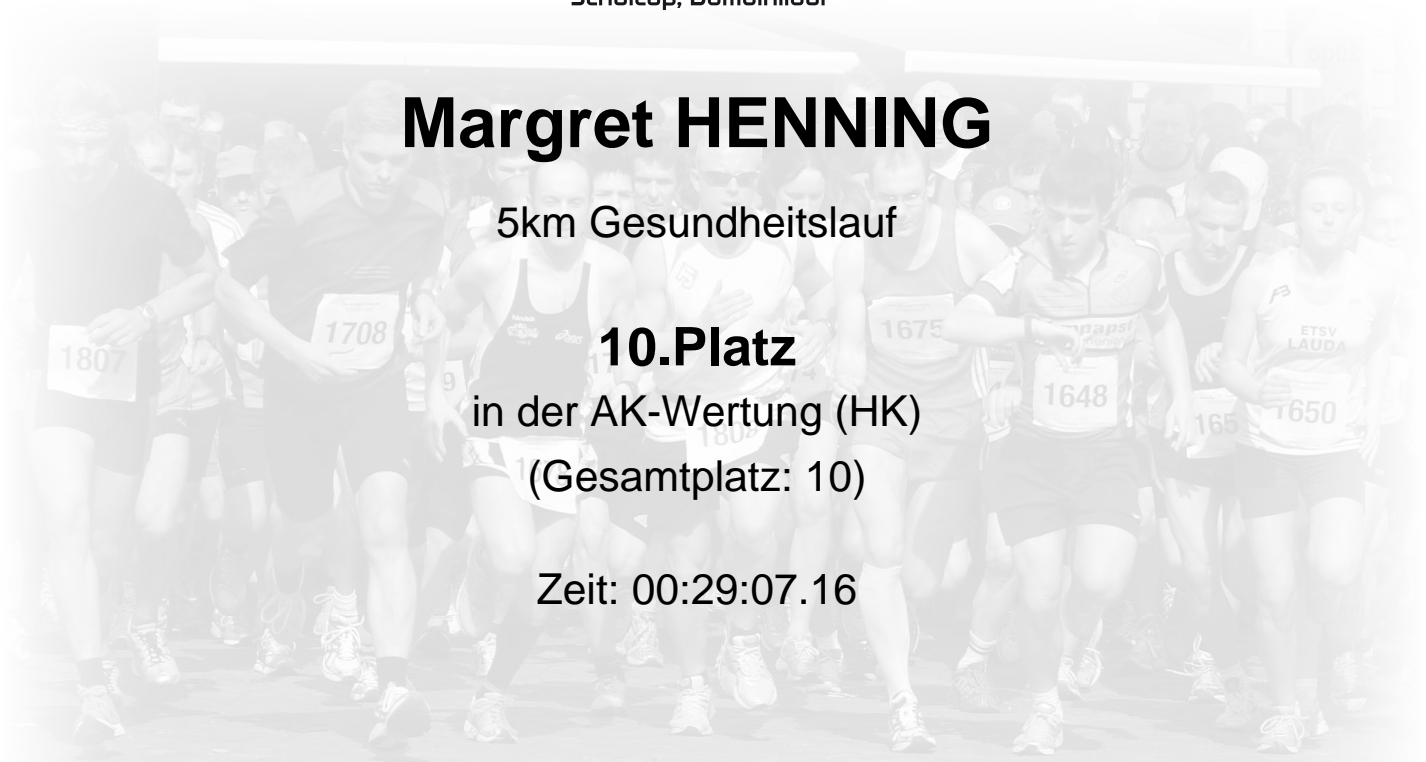 Margret HENNING
5km Gesundheitslauf
10.Platz
in der AK-Wertung (HK)
(Gesamtplatz: 10)
Zeit: 00:29:07.16
1807
1708
1675
1648
165
1650
ETSV
LAUDA